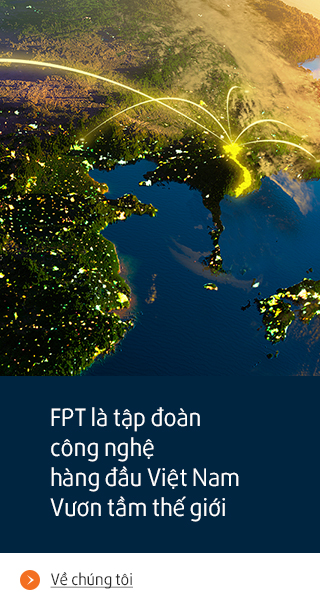 FPT là tập đoàn
công nghệ
hàng đầu Việt Nam
Vươn tầm thế giới
Về chúng tôi